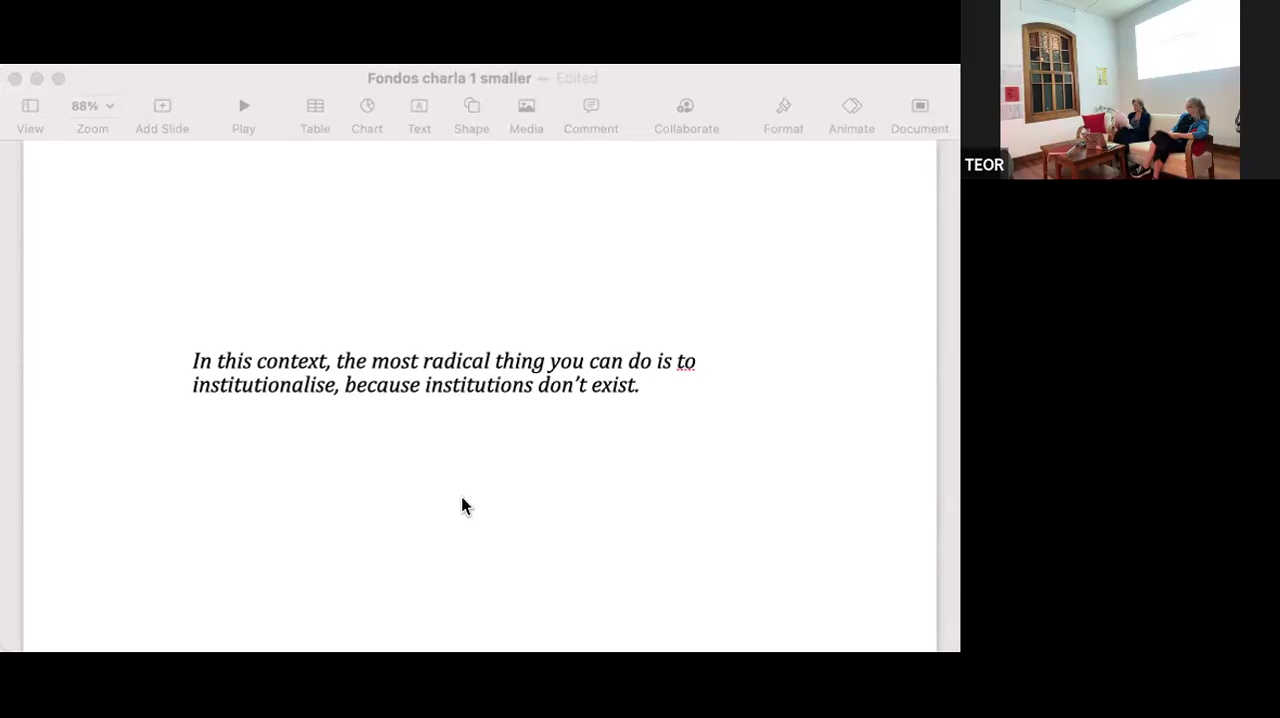 Fondos charla 1 smaller — Edited
88%
View
Zoom
Add Slide
Play
Table
Chart
Text
Shape
Media
Comment
Collaborate
Format
Animate
Document
In this context, the most radical thing you can do is to
institutionalise, because institutions don’t exist.
TEOR